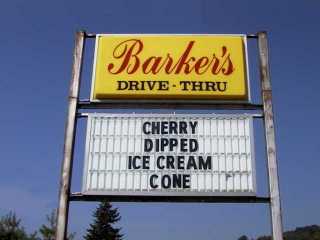 Barker's
DRIVE-THRU
CHERRY
DIPPED
ICE CREAM
CONE